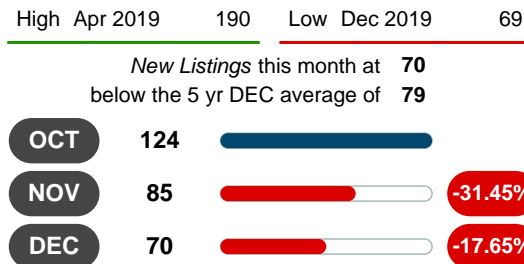 High Apr 2019 190 Low Dec 2019 69
New Listings this month at 70
below the 5 yr DEC average of 79
OCT 124
NOV 85 -31.45%
DEC 70 -17.65%